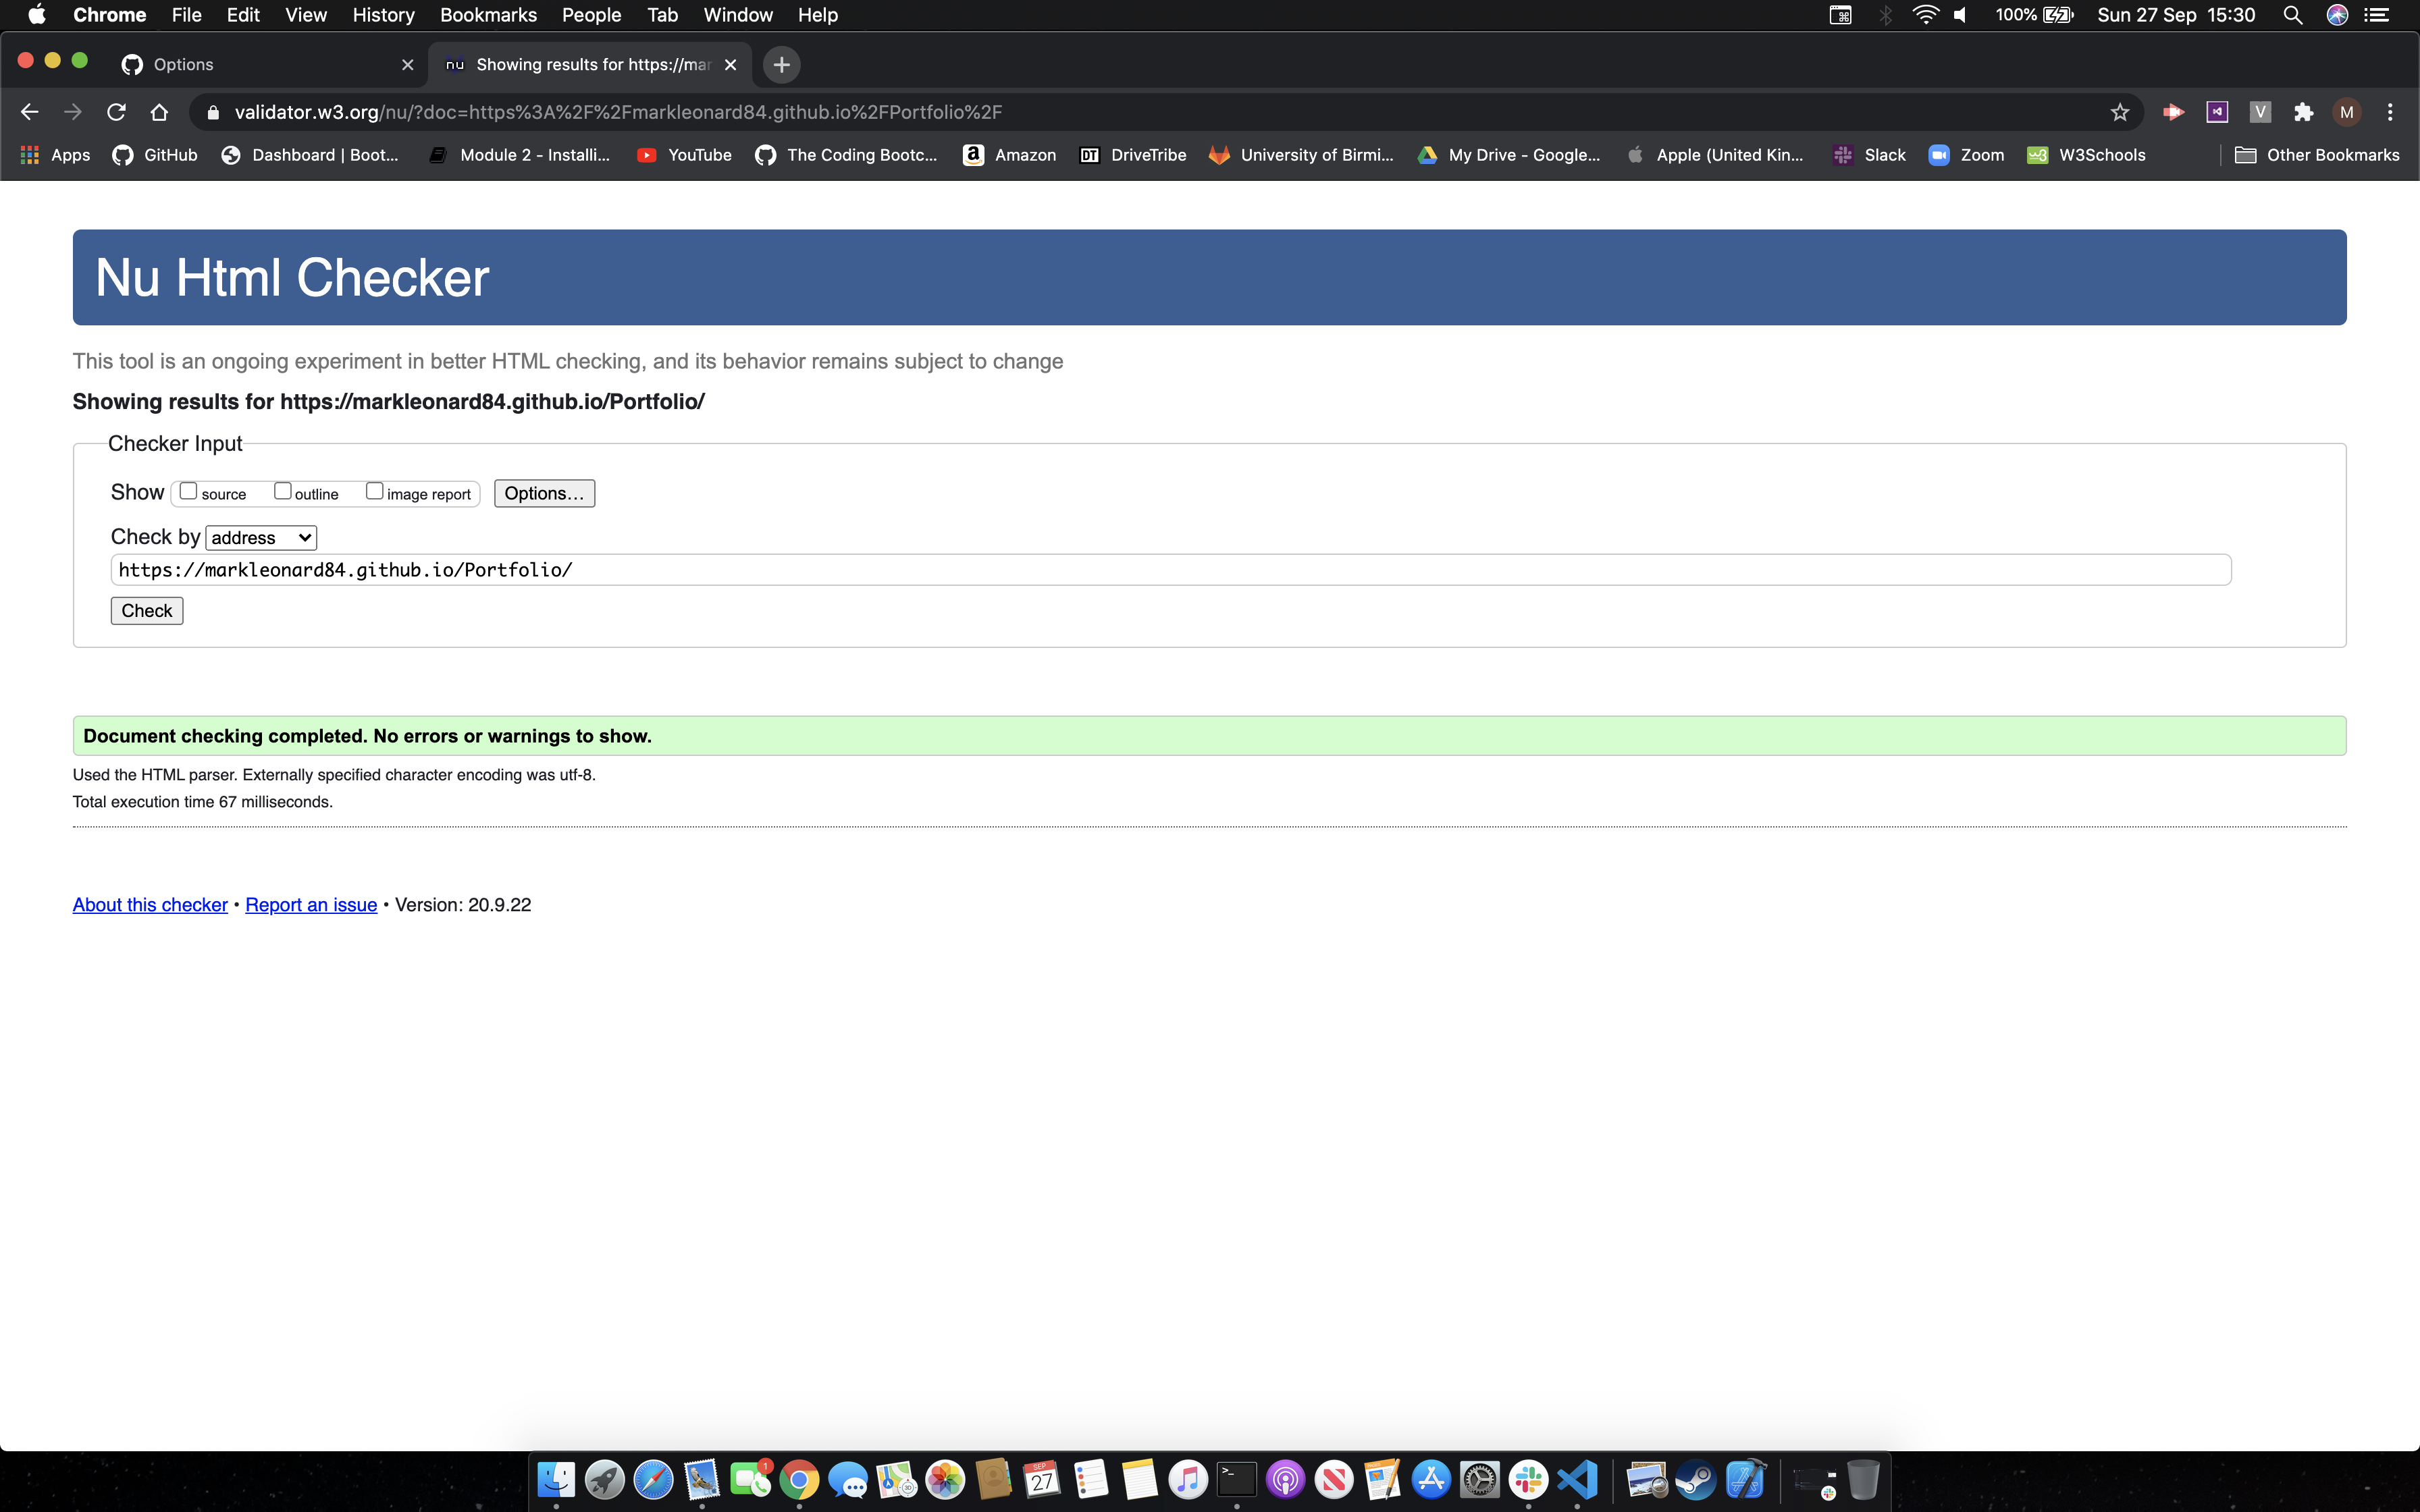 Chrome File Edit View History Bookmarks People Tab Window Help 100% Sun 27 Sep 15:30
Options nu Showing results for https://mar
validator.w3.org/nu/?doc=https%3A%2F%2Fmarkleonard84.github.io%2FPortfolio%2F V M
Apps GitHub Dashboard | Boot... Module 2 - Installi... YouTube The Coding Bootc... a Amazon DT DriveTribe University of Birmi... My Drive - Google... Apple (United Kin... Slack Zoom w3 W3Schools Other Bookmarks
Nu Html Checker
This tool is an ongoing experiment in better HTML checking, and its behavior remains subject to change
Showing results for https://markleonard84.github.io/Portfolio/
Checker Input
Show source outline image report Options...
Check by address
https://markleonard84.github.io/Portfolio/
Check
Document checking completed. No errors or warnings to show.
Used the HTML parser. Externally specified character encoding was utf-8.
Total execution time 67 milliseconds.
About this checker • Report an issue • Version: 20.9.22
1 SEP
27